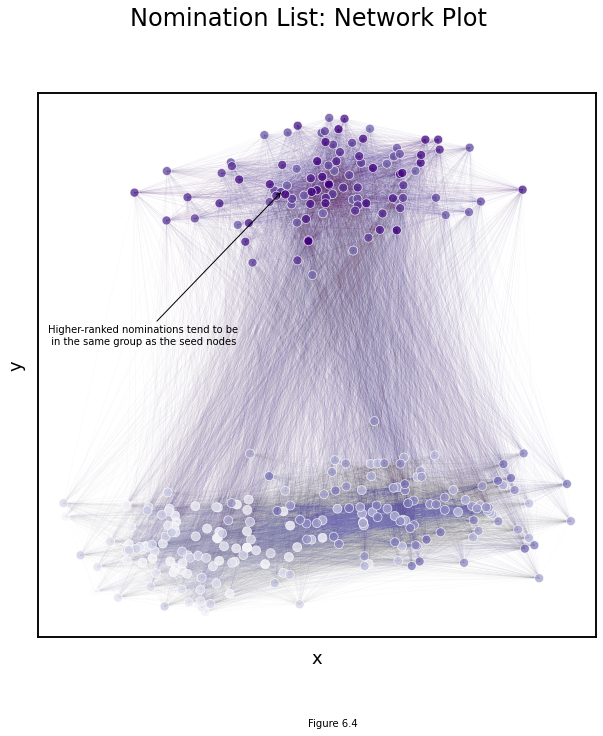 Nomination List: Network Plot
Higher-ranked nominations tend to be
in the same group as the seed nodes
y
x
Figure 6.4